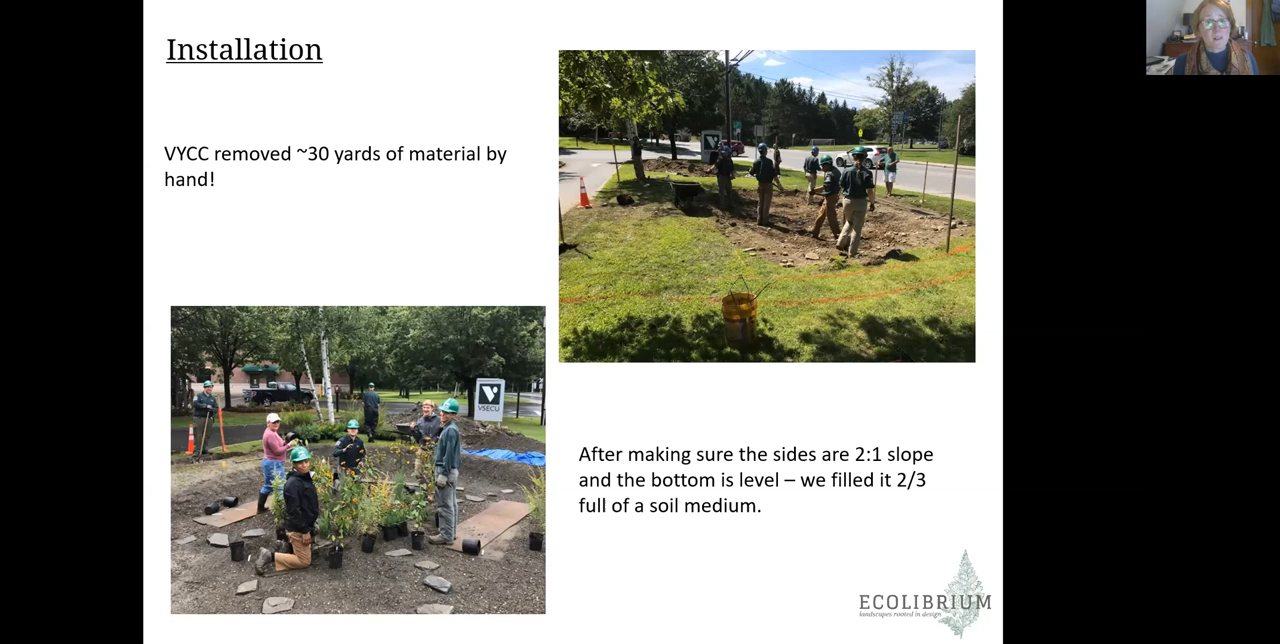 Installation
VYCC removed ~30 yards of material by
hand!
VSECU
After making sure the sides are 2:1 slope
and the bottom is level – we filled it 2/3
full of a soil medium.
ECOLIBRIUM
landscapes rooted in design